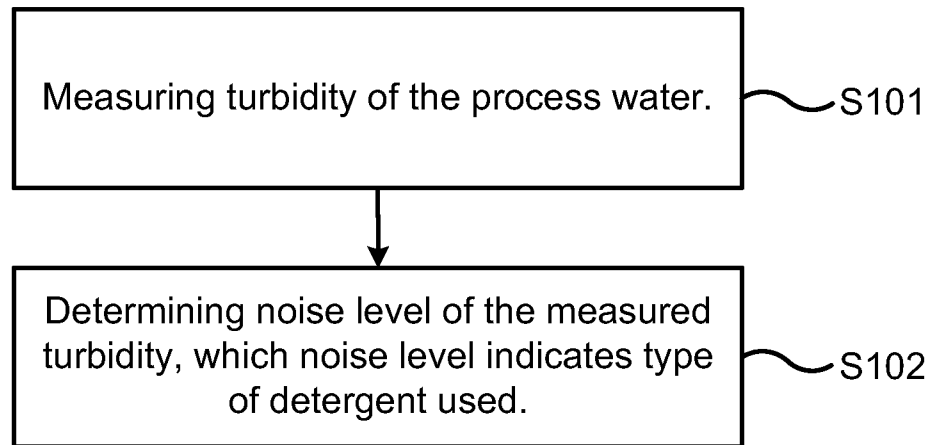 Measuring turbidity of the process water.
S101
Determining noise level of the measured
turbidity, which noise level indicates type
of detergent used.
S102